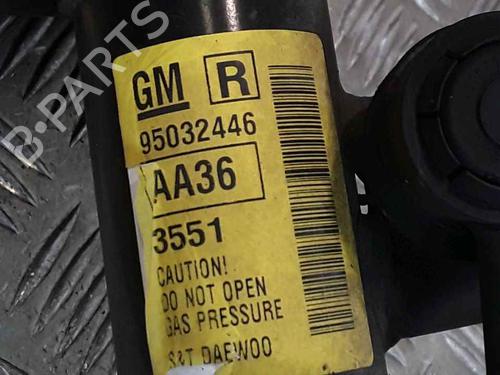 B-PARTS
GM R
95032446
AA36
3551
CAUTION!
DO NOT OPEN
GAS PRESSURE
S&T DAEWOO